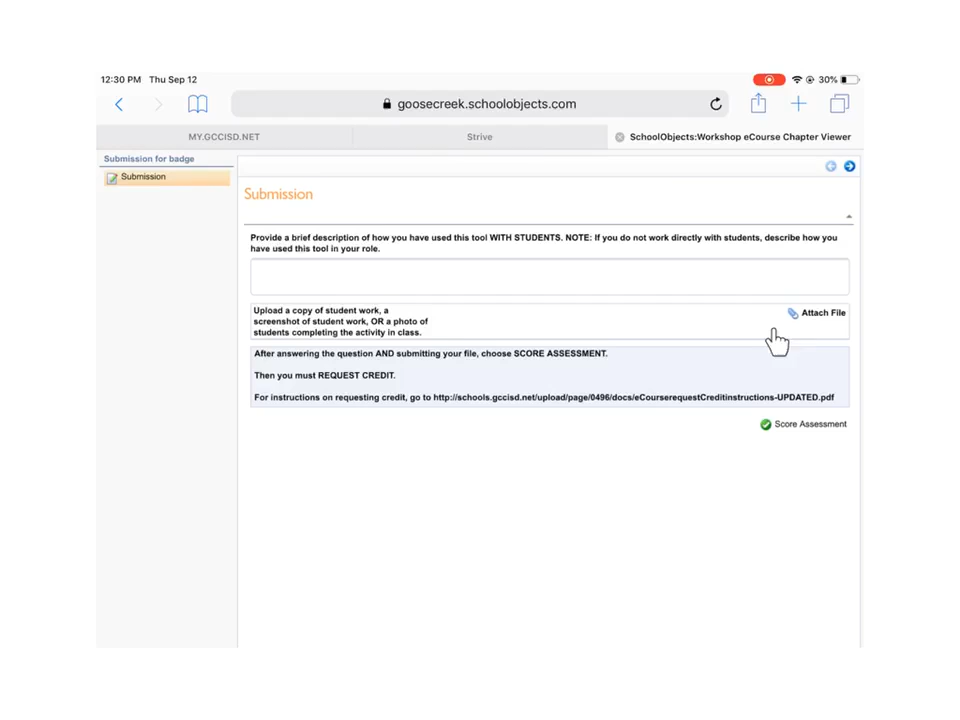 12:30 PM Thu Sep 12
30%
goosecreek.schoolobjects.com
MY.GCCISD.NET
Strive
SchoolObjects:Workshop eCourse Chapter Viewer
Submission for badge
Submission
Submission
Provide a brief description of how you have used this tool WITH STUDENTS. NOTE: If you do not work directly with students, describe how you
have used this tool in your role.
Upload a copy of student work, a
screenshot of student work, OR a photo of
students completing the activity in class.
Attach File
After answering the question AND submitting your file, choose SCORE ASSESSMENT.
Then you must REQUEST CREDIT.
For instructions on requesting credit, go to http://schools.gccisd.net/upload/page/0496/docs/eCourserequestCreditinstructions-UPDATED.pdf
Score Assessment